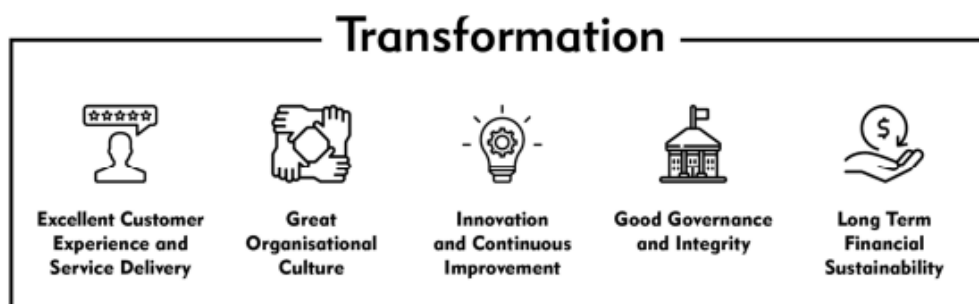 Transformation
Excellent Customer
Experience and
Service Delivery
Great
Organisational
Culture
Innovation
and Continuous
Improvement
Good Governance
and Integrity
$
Long Term
Financial
Sustainability